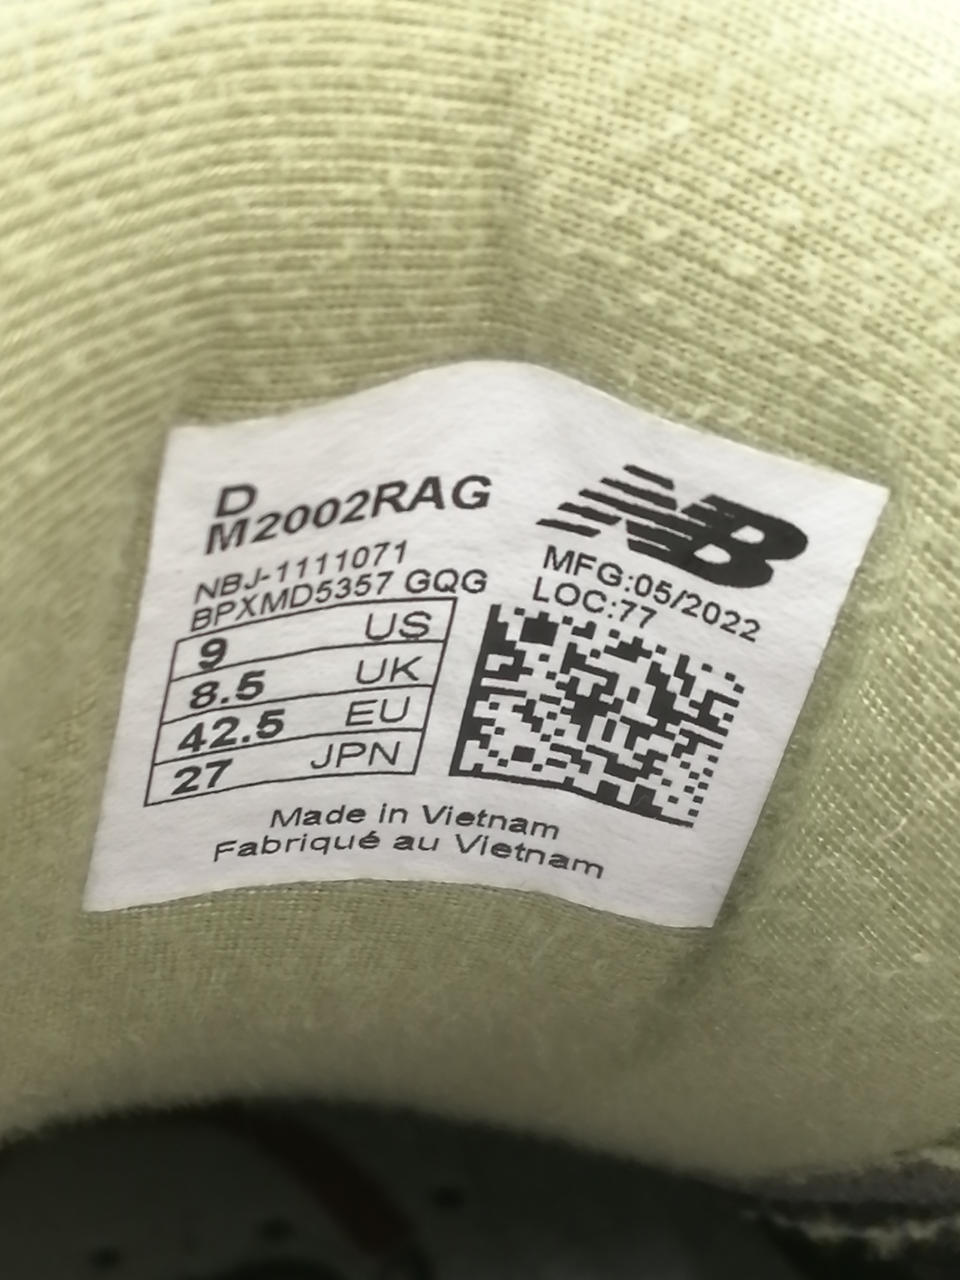 D
M2002RAG
NBJ-1111071
BPXMD5357 GQG
9 US
8.5 UK
42.5 EU
27 JPN
NB
MFG:05/2022
LOC:77
Made in Vietnam
Fabriqué au Vietnam